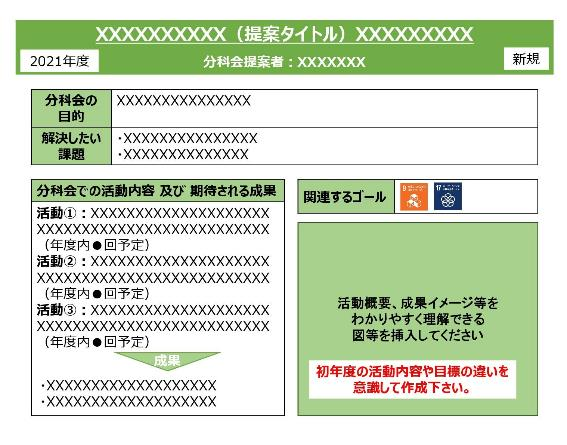 XXXXXXXXXX（提案タイトル）XXXXXXXXX
2021年度
分科会提案者：XXXXXXX
新規
分科会の
目的
XXXXXXXXXXXXXXX
解決したい
課題
・XXXXXXXXXXXXXXX
・XXXXXXXXXXXXXX
分科会での活動内容 及び 期待される成果
活動①：XXXXXXXXXXXXXXXXXXXX
XXXXXXXXXXXXXXXXXXXXXXXXXX
（年度内●回予定）
活動②：XXXXXXXXXXXXXXXXXXXX
XXXXXXXXXXXXXXXXXXXXXXXXXX
（年度内●回予定）
活動③：XXXXXXXXXXXXXXXXXXXX
XXXXXXXXXXXXXXXXXXXXXXXXXX
（年度内●回予定）
成果
・XXXXXXXXXXXXXXXXXXX
・XXXXXXXXXXXXXXXXXXX
関連するゴール
9
17
活動概要、成果イメージ等を
わかりやすく理解できる
図等を挿入してください
初年度の活動内容や目標の違いを
意識して作成下さい。